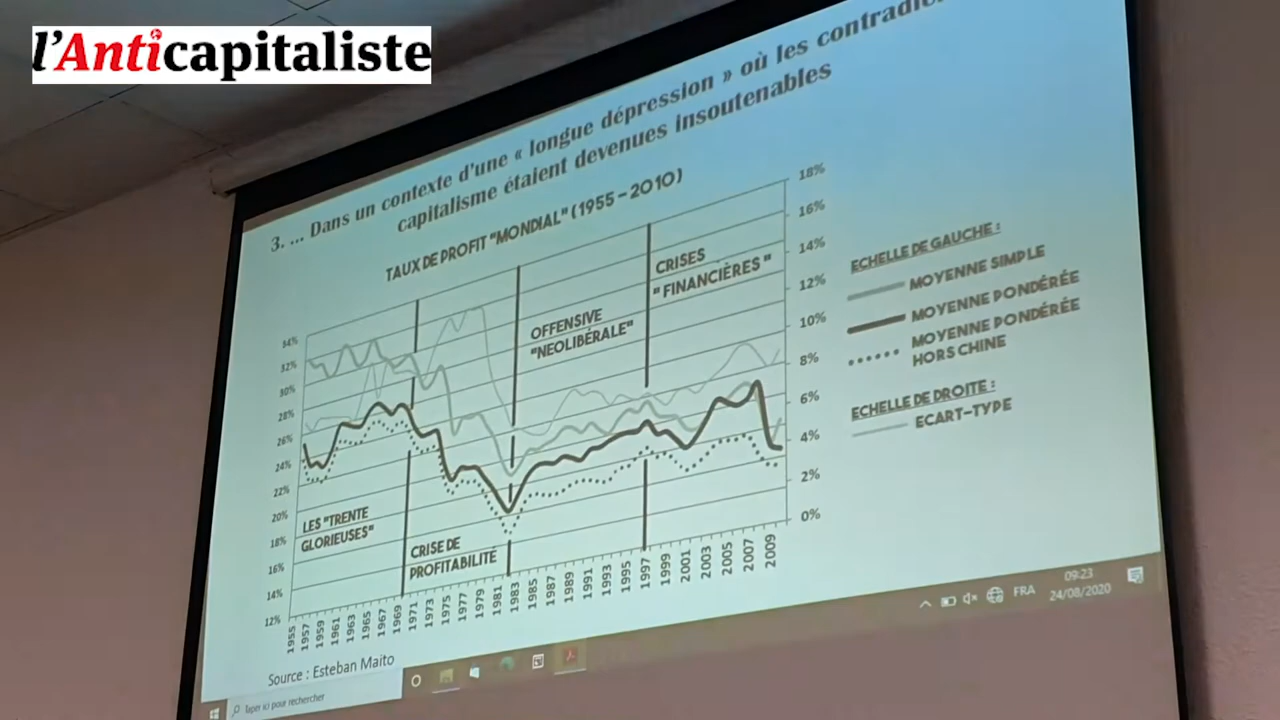 l'Anticapitaliste
3. ... Dans un contexte d'une « longue dépression » où les
capitalisme étaient devenues insoutenables
TAUX DE PROFIT "MONDIAL" (1955 – 2010)
34%
32%
30%
28%
26%
24%
22%
20%
18%
16%
14%
12%
18%
16%
14%
12%
10%
8%
6%
4%
2%
0%
LES "TRENTE
GLORIEUSES"
CRISE DE
PROFITABILITÉ
OFFENSIVE
"NEOLIBÉRALE"
CRISES
"FINANCIÈRES"
1955
1957
1959
1961
1963
1965
1967
1969
1971
1973
1975
1977
1979
1981
1983
1985
1987
1989
1991
1993
1995
1997
1999
2001
2003
2005
2007
2009
ECHELLE DE GAUCHE :
MOYENNE SIMPLE
MOYENNE PONDÉRÉE
MOYENNE PONDÉRÉE
HORS CHINE
ECHELLE DE DROITE :
ECART-TYPE
Source : Esteban Maito
Taper ici pour rechercher
FRA
09:23
24/08/2020